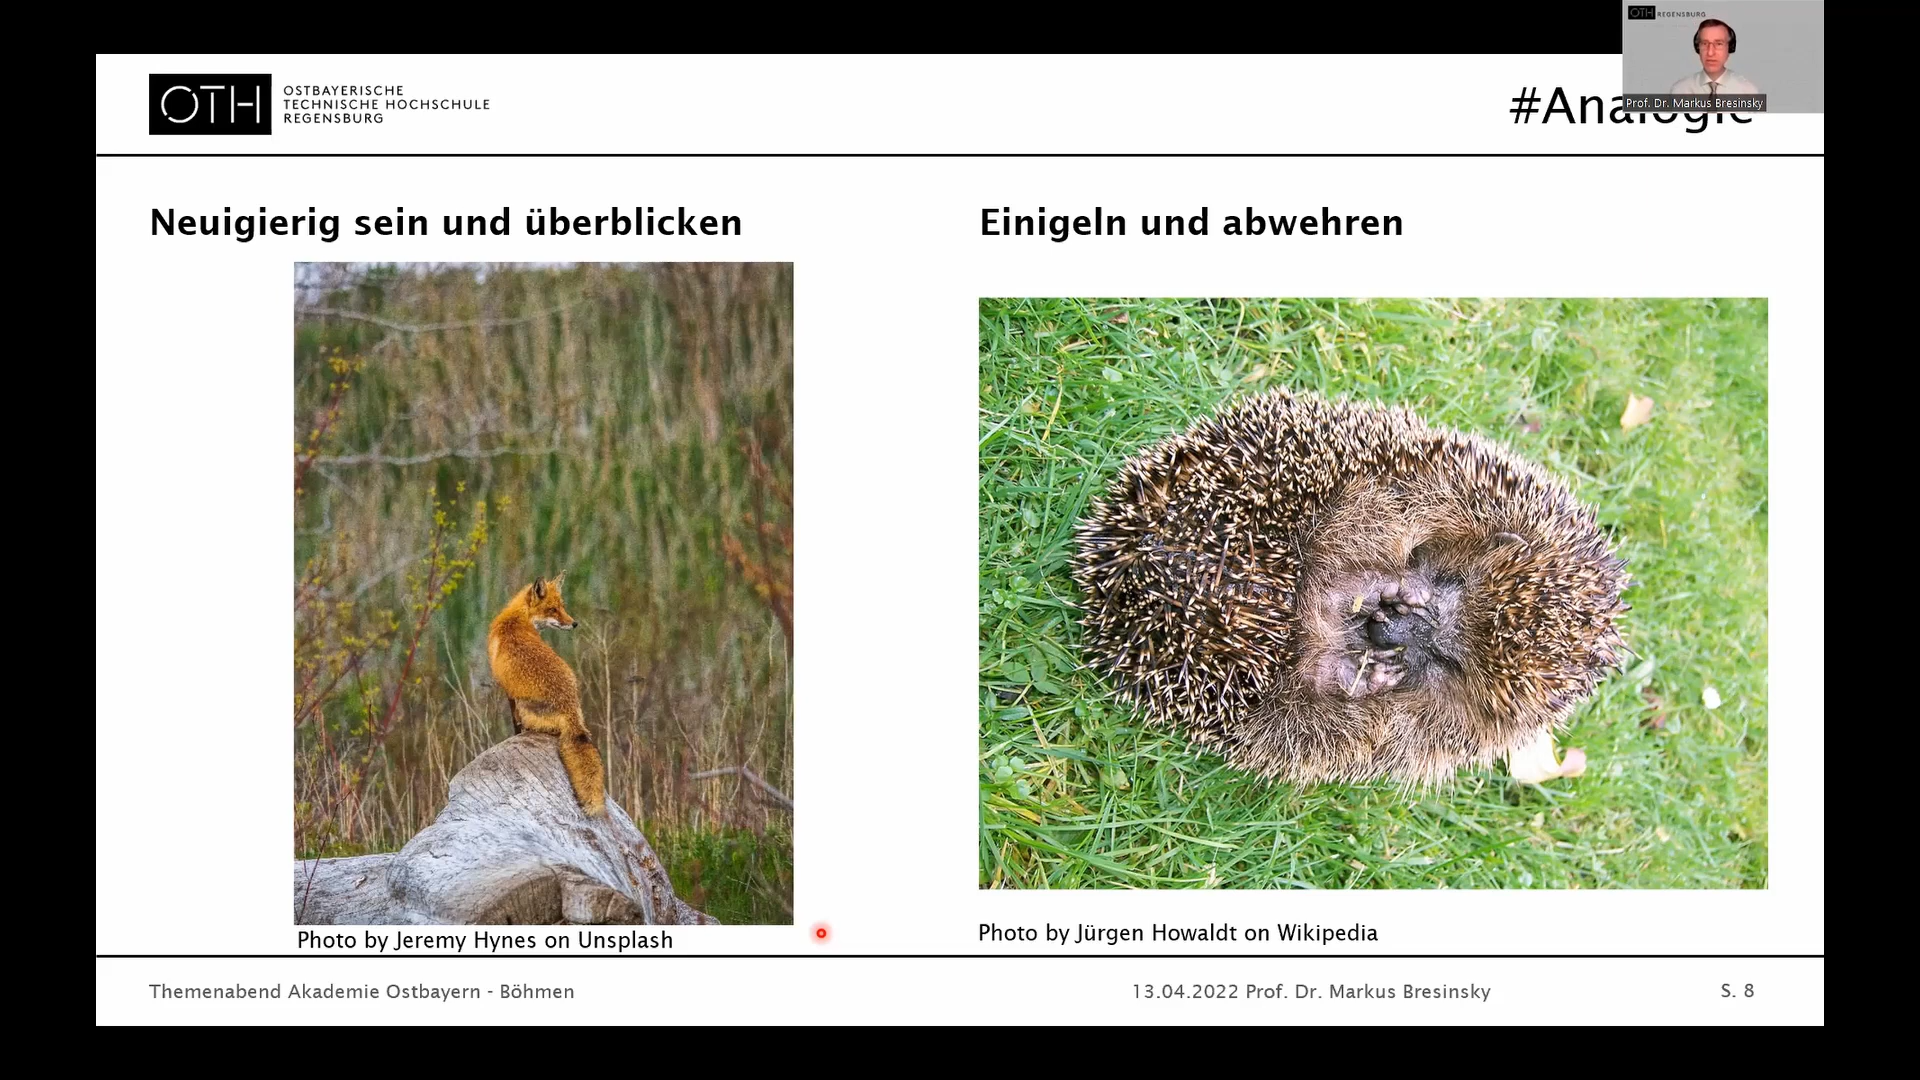 OTH REGENSBURG
Prof. Dr. Markus Bresinsky
OTH
OSTBAYERISCHE
TECHNISCHE HOCHSCHULE
REGENSBURG
#Analogie
Neuigierig sein und überblicken
Einigeln und abwehren
Photo by Jeremy Hynes on Unsplash
Photo by Jürgen Howaldt on Wikipedia
Themenabend Akademie Ostbayern - Böhmen
13.04.2022 Prof. Dr. Markus Bresinsky
S. 8